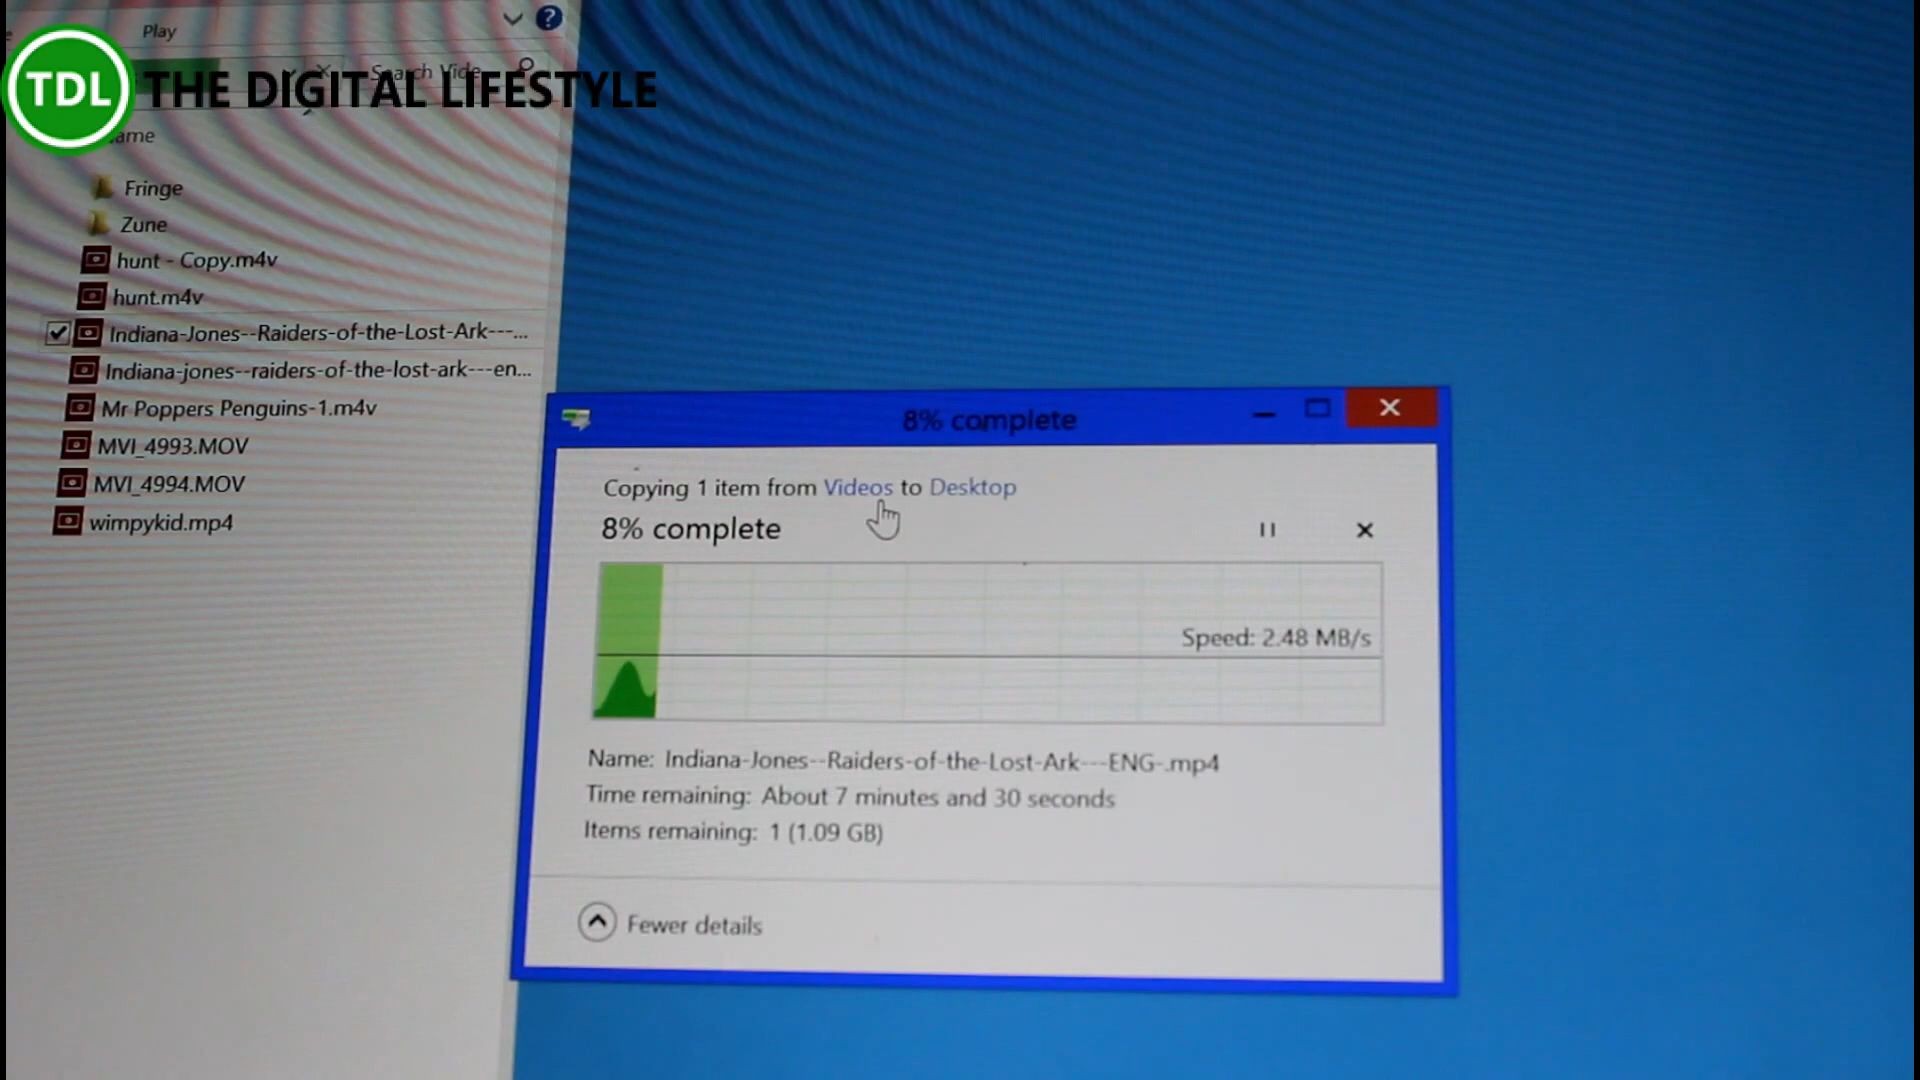 Play
?
Search Vide
TDL THE DIGITAL LIFESTYLE
ame
Fringe
Zune
hunt - Copy.m4v
hunt.m4v
Indiana-Jones--Raiders-of-the-Lost-Ark---...
Indiana-jones--raiders-of-the-lost-ark---en...
Mr Poppers Penguins-1.m4v
MVI_4993.MOV
MVI_4994.MOV
wimpykid.mp4
8% complete
Copying 1 item from Videos to Desktop
8% complete
Speed: 2.48 MB/s
Name: Indiana-Jones--Raiders-of-the-Lost-Ark---ENG-.mp4
Time remaining: About 7 minutes and 30 seconds
Items remaining: 1 (1.09 GB)
Fewer details